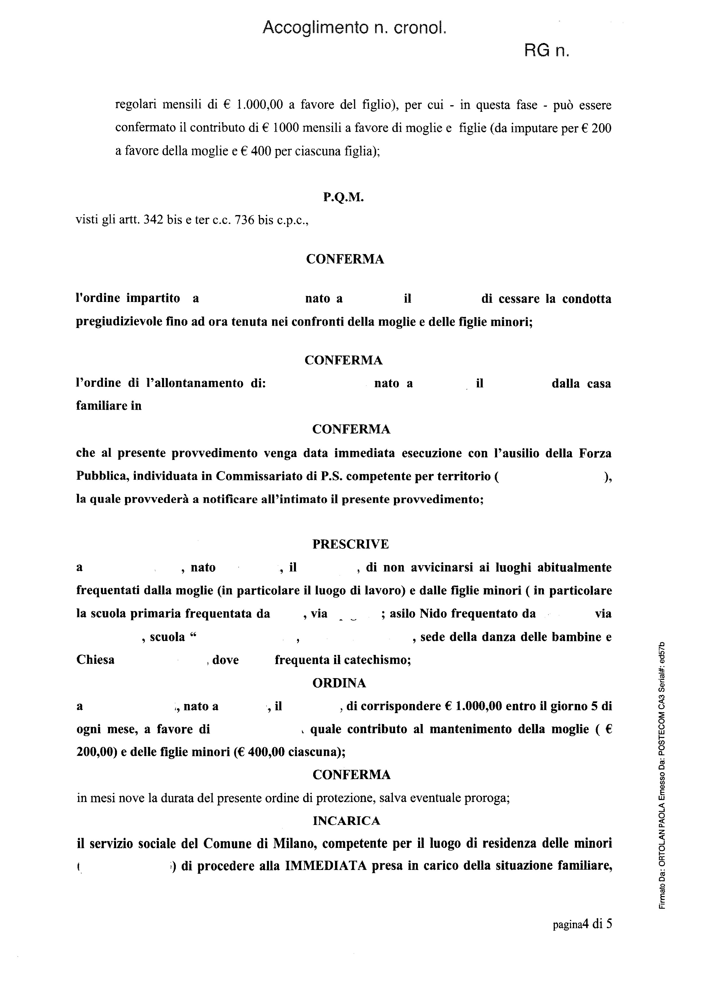 Accoglimento n. cronol.
RG n.
regolari mensili di € 1.000,00 a favore del figlio), per cui - in questa fase - può essere
confermato il contributo di € 1000 mensili a favore di moglie e figlie (da imputare per € 200
a favore della moglie e € 400 per ciascuna figlia);
P.Q.M.
visti gli artt. 342 bis e ter c.c. 736 bis c.p.c.,
CONFERMA
l'ordine impartito a nato a il di cessare la condotta
pregiudizievole fino ad ora tenuta nei confronti della moglie e delle figlie minori;
CONFERMA
l’ordine di l’allontanamento di: nato a il dalla casa
familiare in
CONFERMA
che al presente provvedimento venga data immediata esecuzione con l’ausilio della Forza
Pubblica, individuata in Commissariato di P.S. competente per territorio ( ),
la quale provvederà a notificare all’intimato il presente provvedimento;
PRESCRIVE
a , nato , il , di non avvicinarsi ai luoghi abitualmente
frequentati dalla moglie (in particolare il luogo di lavoro) e dalle figlie minori ( in particolare
la scuola primaria frequentata da , via ; asilo Nido frequentato da via
, scuola “ , , sede della danza delle bambine e
Chiesa , dove frequenta il catechismo;
ORDINA
a , nato a , il , di corrispondere € 1.000,00 entro il giorno 5 di
ogni mese, a favore di quale contributo al mantenimento della moglie ( €
200,00) e delle figlie minori (€ 400,00 ciascuna);
CONFERMA
in mesi nove la durata del presente ordine di protezione, salva eventuale proroga;
INCARICA
il servizio sociale del Comune di Milano, competente per il luogo di residenza delle minori
( ) di procedere alla IMMEDIATA presa in carico della situazione familiare,
pagina4 di 5
Firmato Da: ORTOLAN PAOLA Emesso Da: POSTECOM CA3 Serial#: ed57b